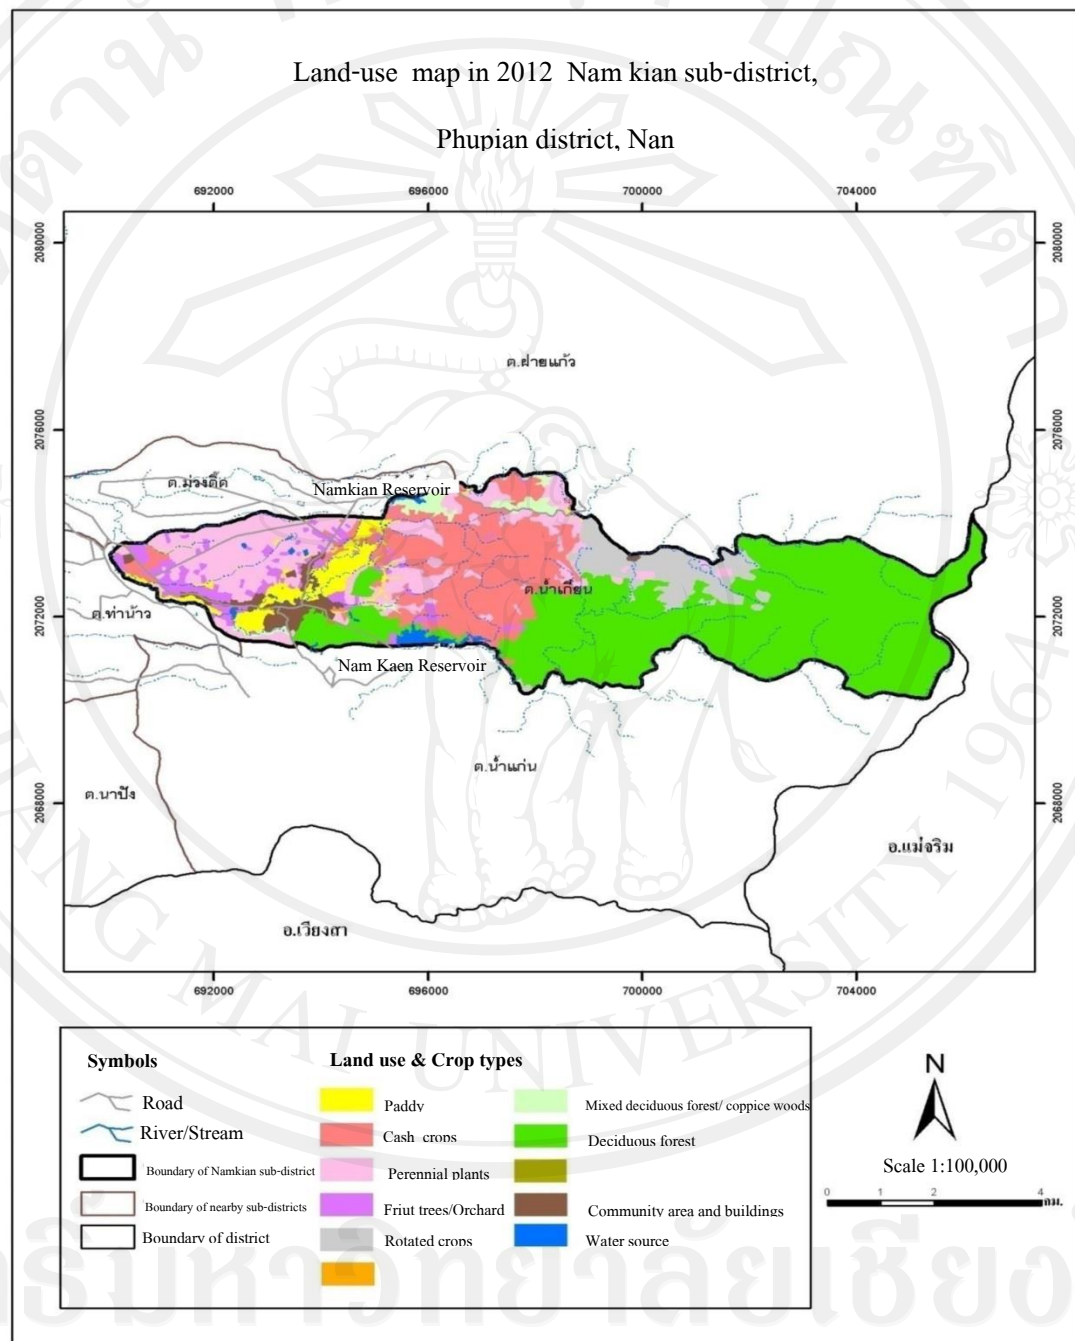 Land-use map in 2012 Nam kian sub-district,
Phupian district, Nan
692000 696000 700000 704000
2080000 2080000
ต.ฝายแก้ว
2076000 2076000
ต.ม่วงตึ๊ด
Namkian Reservoir
ต.น้ำเกี๋ยน
ต.ท่าน้าว
2072000 2072000
Nam Kaen Reservoir
ต.น้ำแก่น
ต.นาปัง
2068000 2068000
อ.แม่จริม
อ.เวียงสา
692000 696000 700000 704000
Symbols
Road
River/Stream
Boundary of Namkian sub-district
Boundary of nearby sub-districts
Boundary of district
Land use & Crop types
Paddy
Cash crops
Perennial plants
Friut trees/Orchard
Rotated crops
Mixed deciduous forest/ coppice woods
Deciduous forest
Community area and buildings
Water source
N
Scale 1:100,000
0 1 2 4
กม.
MAI UNIVERSITY 1964